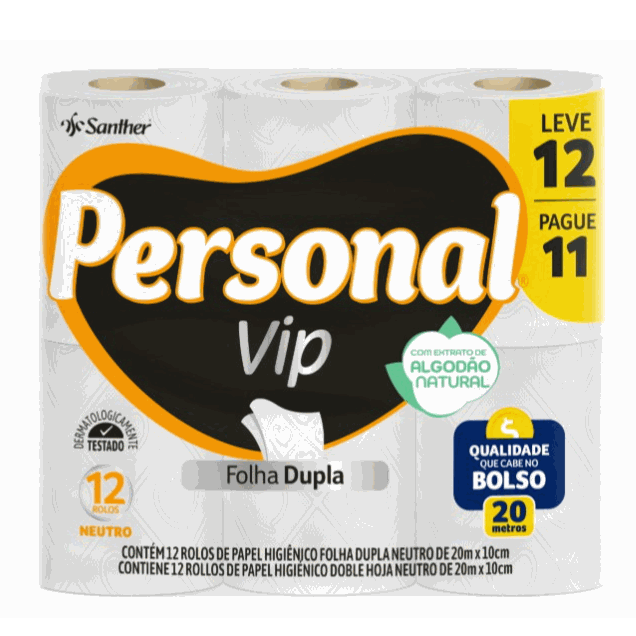 Santher
LEVE
12
PAGUE
11
Personal
Vip
COM EXTRATO DE
ALGODÃO
NATURAL
DERMATOLOGICAMENTE
TESTADO
Folha Dupla
QUALIDADE
QUE CABE NO
BOLSO
20
metros
12
ROLOS
NEUTRO
CONTÉM 12 ROLOS DE PAPEL HIGIÊNICO FOLHA DUPLA NEUTRO DE 20m x 10cm
CONTIENE 12 ROLLOS DE PAPEL HIGIÉNICO DOBLE HOJA NEUTRO DE 20m x 10cm